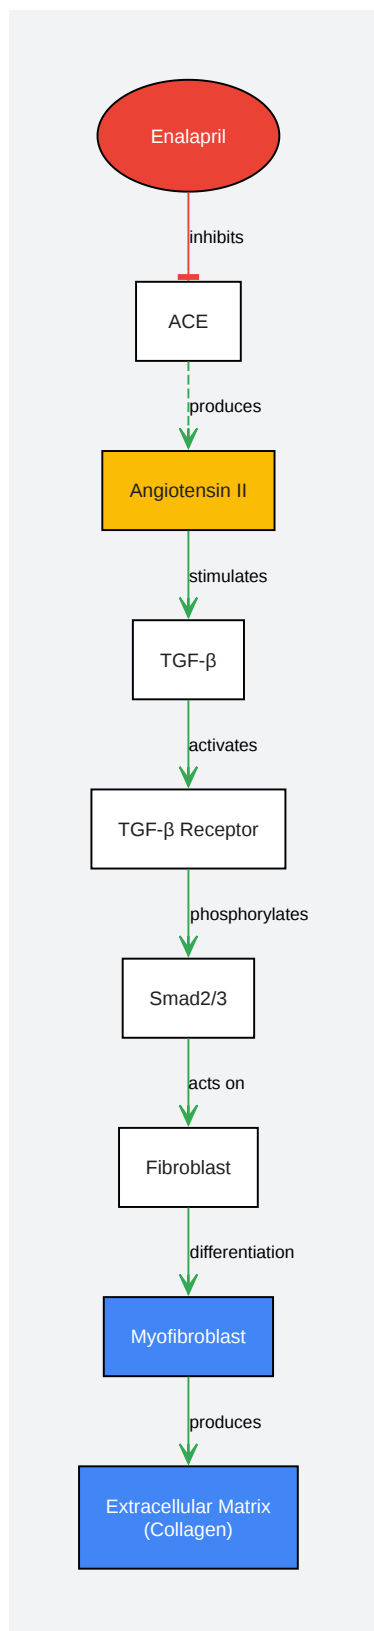 Enalapril
inhibits
ACE
produces
Angiotensin II
stimulates
TGF-β
activates
TGF-β Receptor
phosphorylates
Smad2/3
acts on
Fibroblast
differentiation
Myofibroblast
produces
Extracellular Matrix
(Collagen)